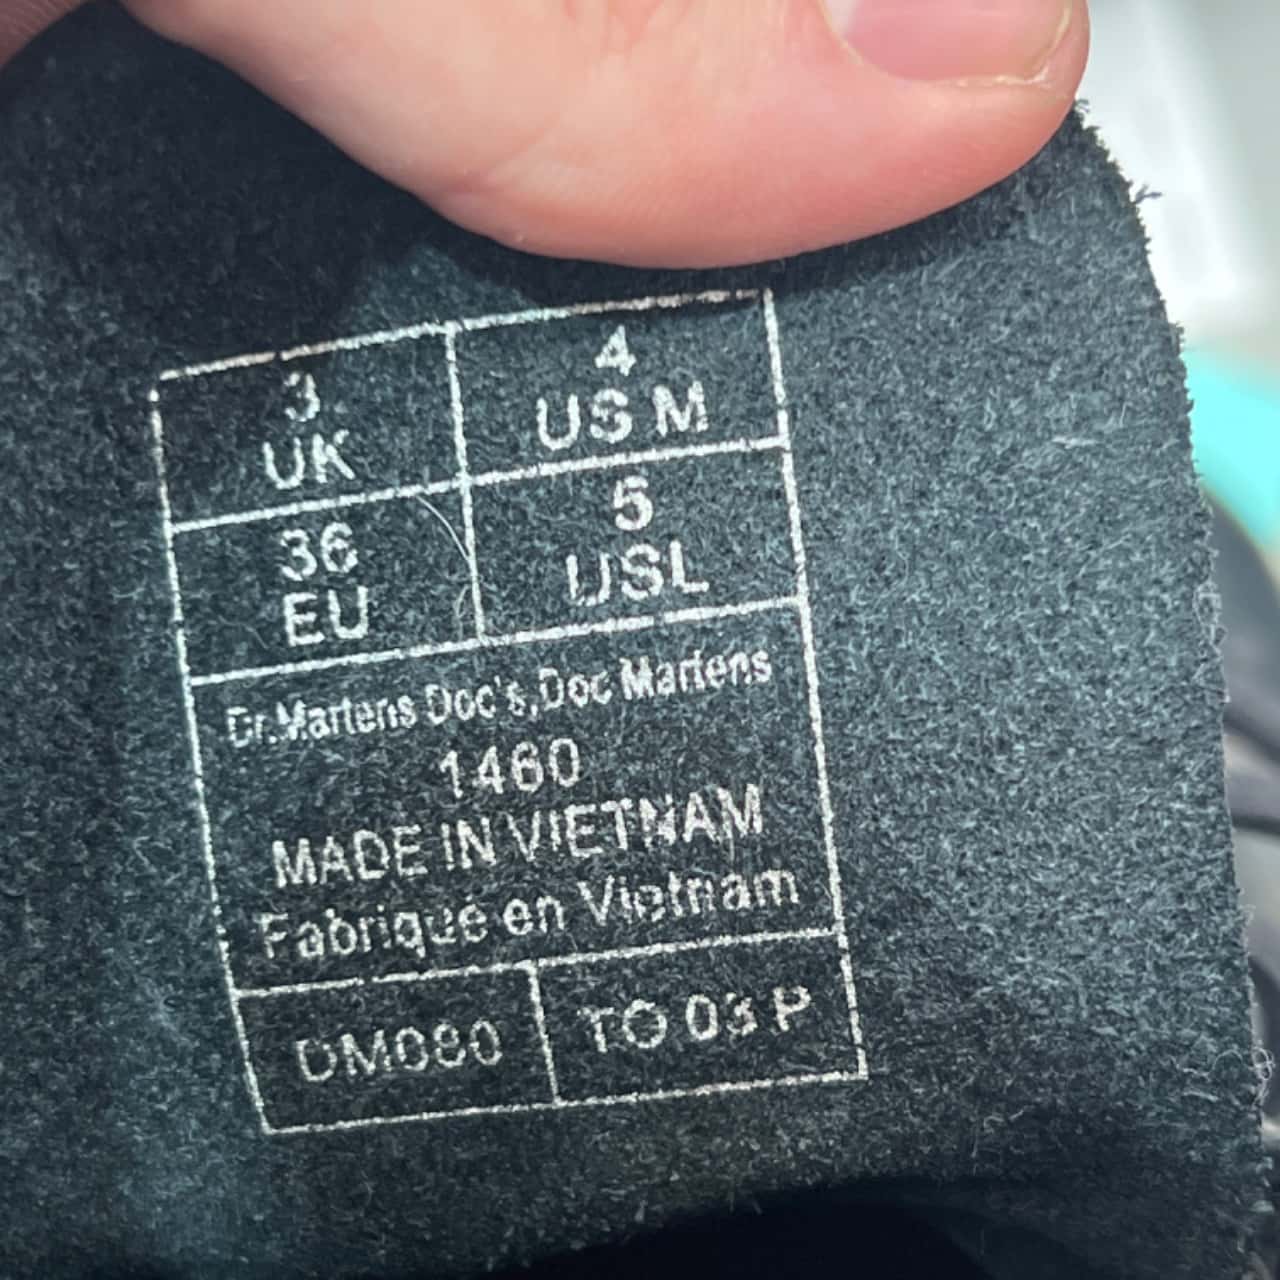 3 UK
4 US M
36 EU
5 USL
Dr.Martens Doc's,Doc Martens
1460
MADE IN VIETNAM
Fabriqué en Vietnam
DM080
TO 03 P